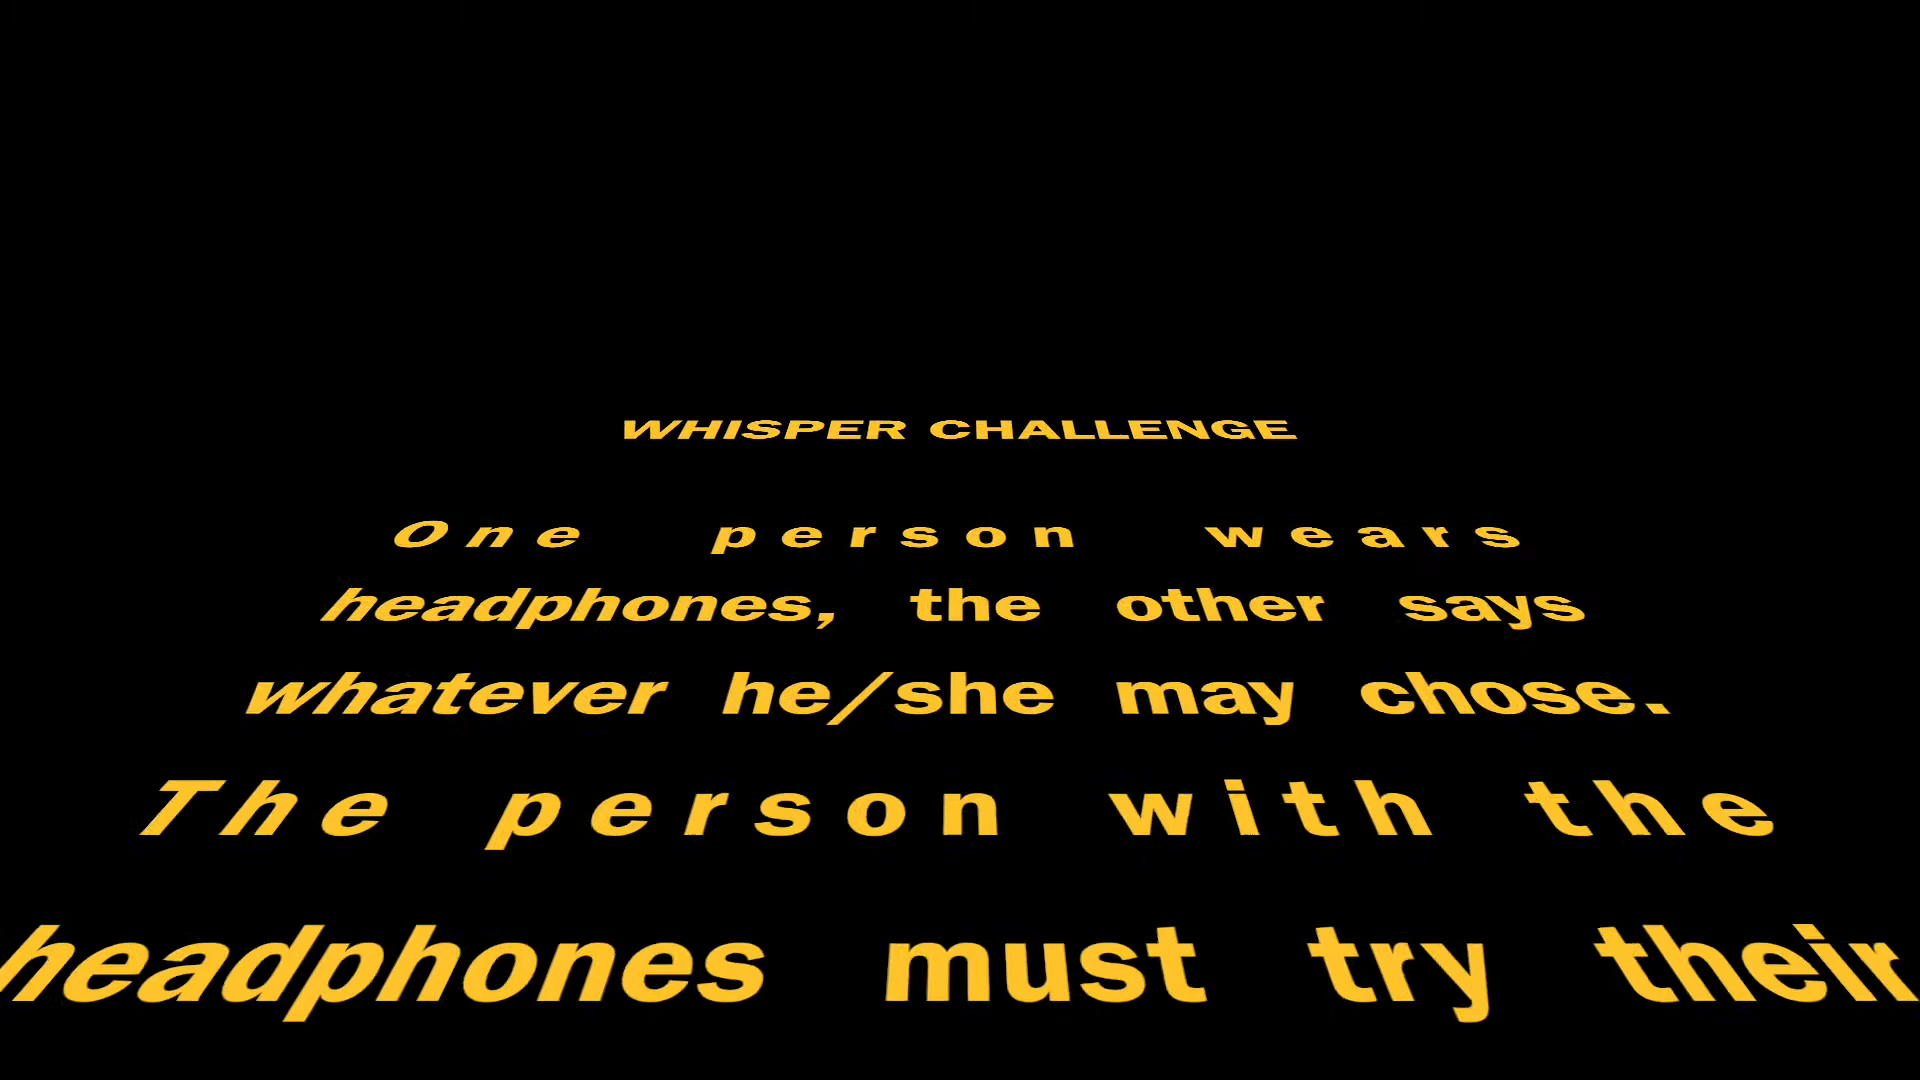 WHISPER CHALLENGE
One person wears
headphones, the other says
whatever he/she may chose.
The person with the
headphones must try their